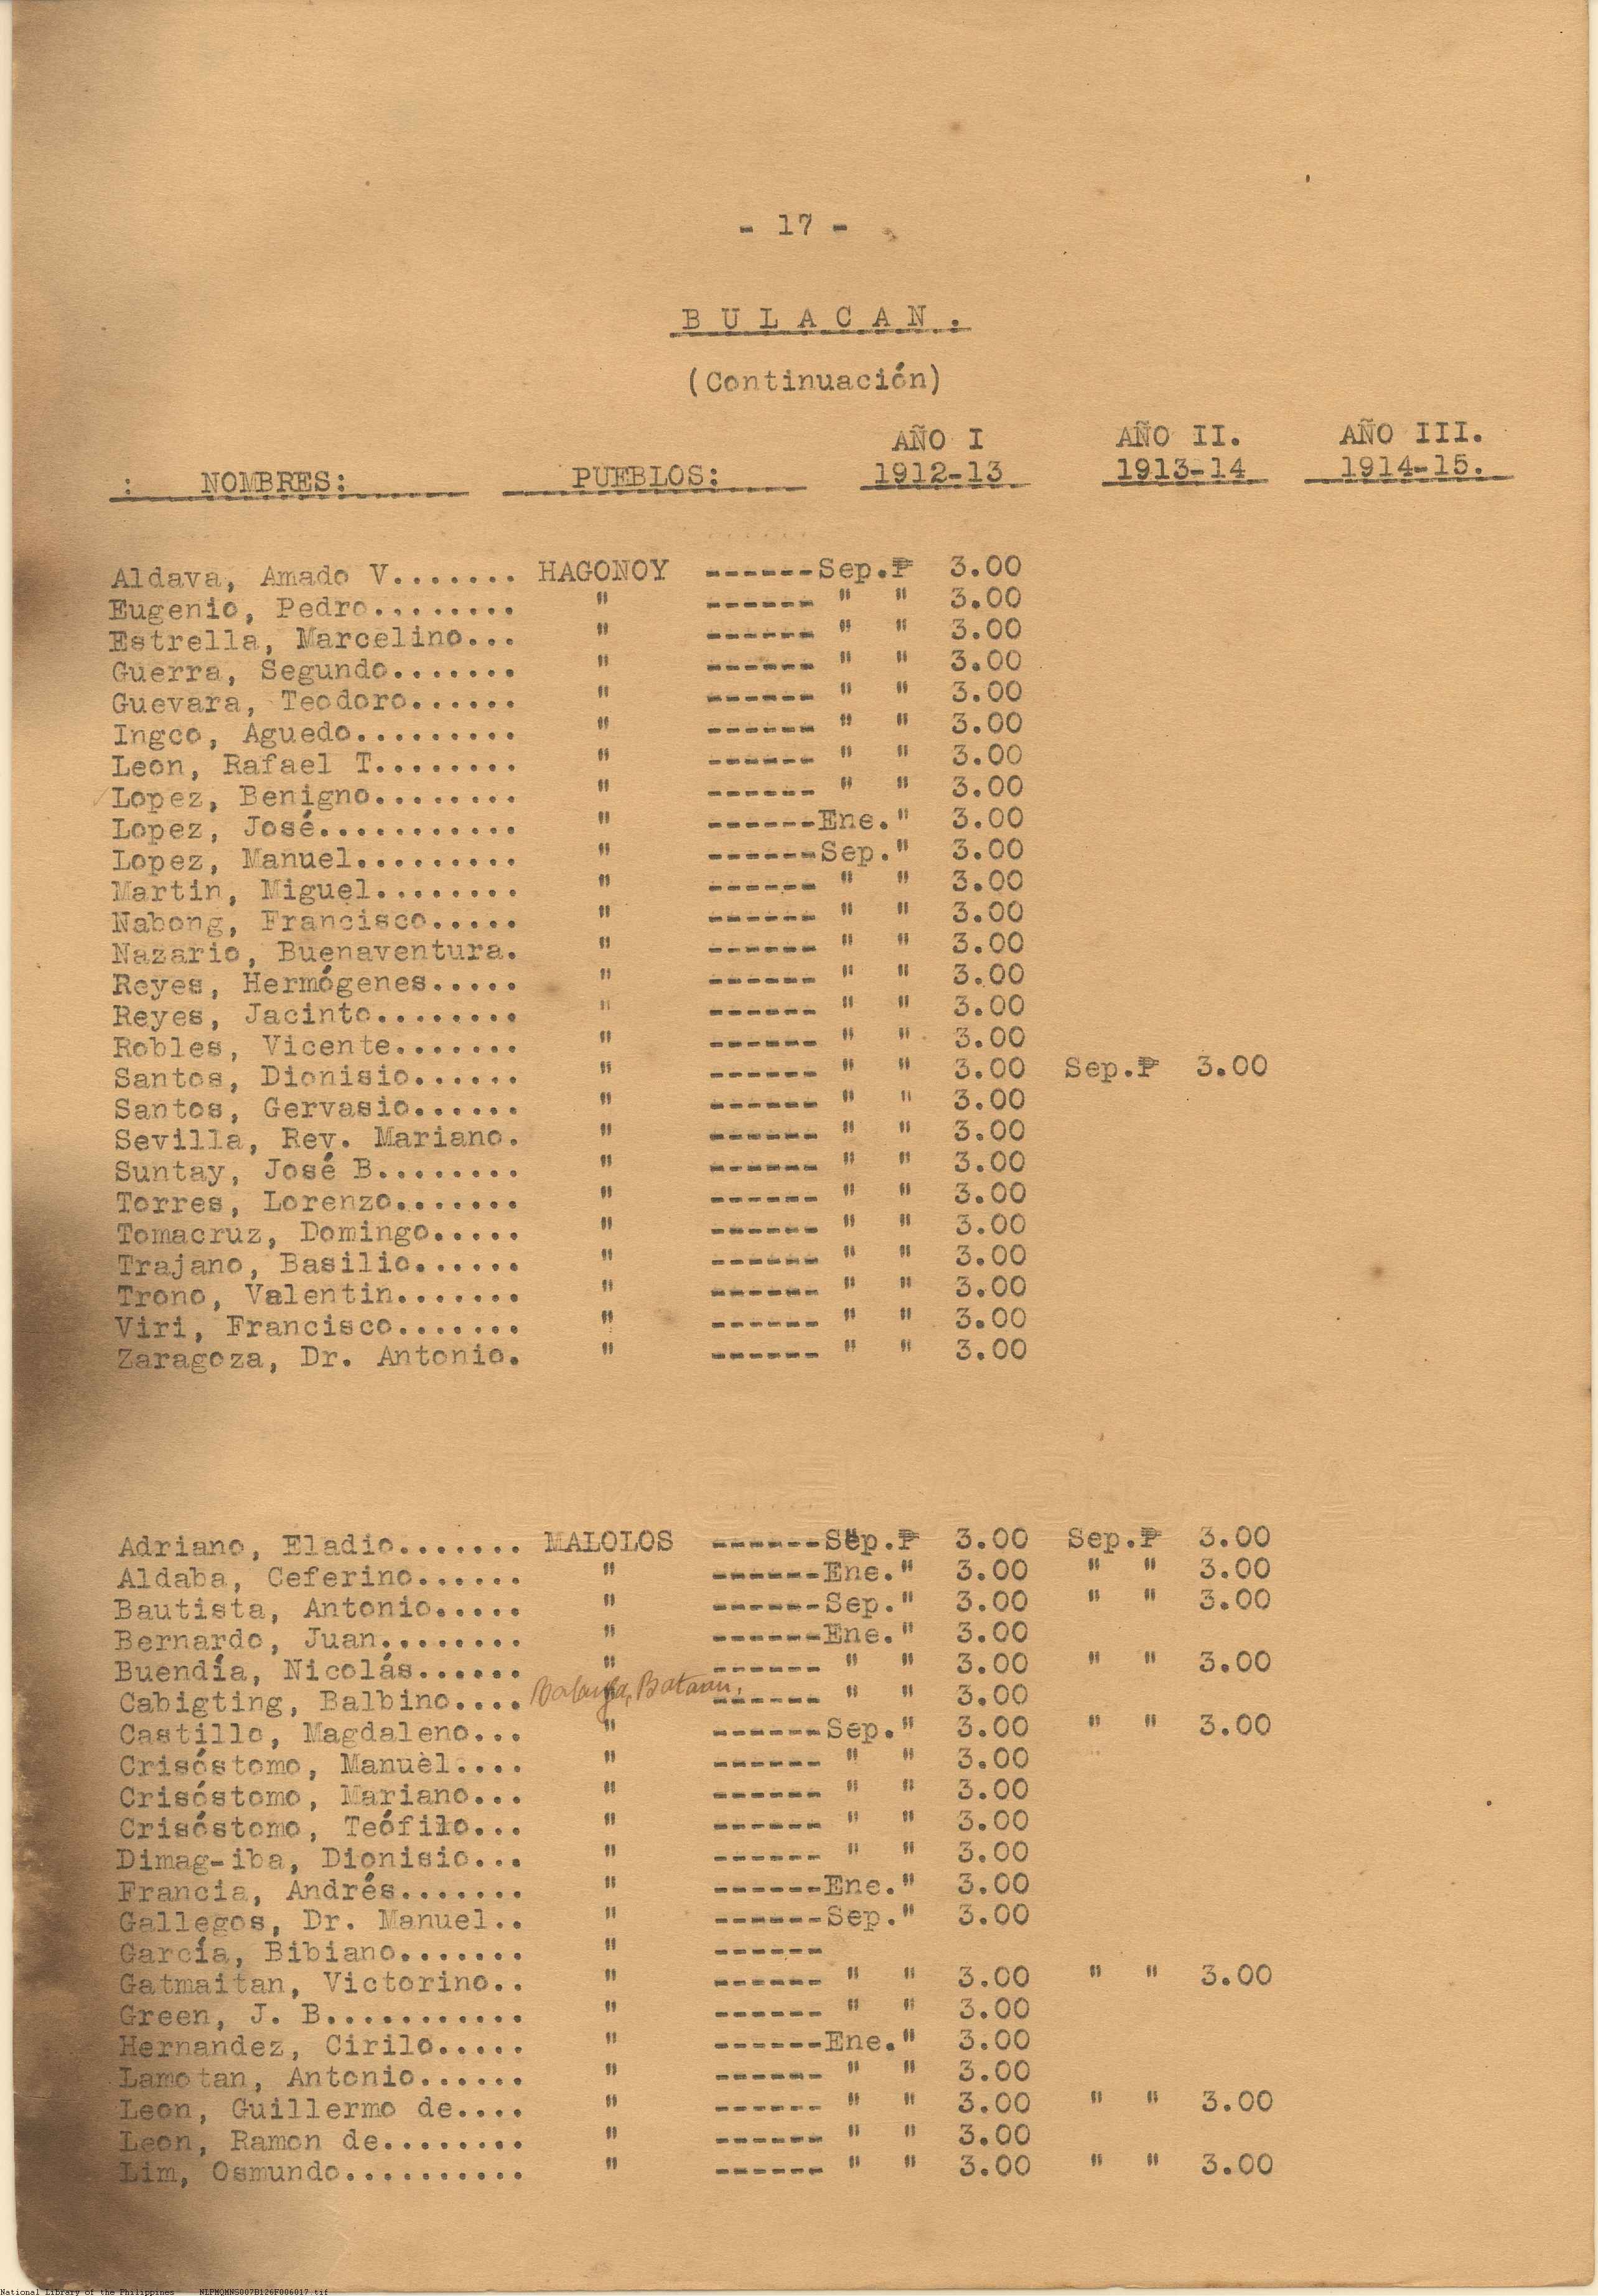 - 17 -
B U L A C A N .
(Continuación)
AÑO I AÑO II. AÑO III.
: NOMBRES: PUEBLOS: 1912-13 1913-14 1914-15.
Aldava, Amado V....... HAGONOY ------Sep.₱ 3.00
Eugenio, Pedro........ " ------ " " 3.00
Estrella, Marcelino... " ------ " " 3.00
Guerra, Segundo....... " ------ " " 3.00
Guevara, Teodoro...... " ------ " " 3.00
Ingco, Aguedo......... " ------ " " 3.00
Leon, Rafael T........ " ------ " " 3.00
Lopez, Benigno........ " ------ " " 3.00
Lopez, José........... " ------Ene." 3.00
Lopez, Manuel......... " ------Sep." 3.00
Martin, Miguel........ " ------ " " 3.00
Nabong, Francisco..... " ------ " " 3.00
Nazario, Buenaventura. " ------ " " 3.00
Reyes, Hermógenes..... " ------ " " 3.00
Reyes, Jacinto........ " ------ " " 3.00
Robles, Vicente....... " ------ " " 3.00
Santos, Dionisio...... " ------ " " 3.00 Sep.₱ 3.00
Santos, Gervasio...... " ------ " " 3.00
Sevilla, Rev. Mariano. " ------ " " 3.00
Suntay, José B........ " ------ " " 3.00
Torres, Lorenzo....... " ------ " " 3.00
Tomacruz, Domingo..... " ------ " " 3.00
Trajano, Basilio...... " ------ " " 3.00
Trono, Valentin....... " ------ " " 3.00
Viri, Francisco....... " ------ " " 3.00
Zaragoza, Dr. Antonio. " ------ " " 3.00
Adriano, Eladio....... MALOLOS ------Sep.₱ 3.00 Sep.₱ 3.00
Aldaba, Ceferino...... " ------Ene." 3.00 " " 3.00
Bautista, Antonio..... " ------Sep." 3.00 " " 3.00
Bernardo, Juan........ " ------Ene." 3.00
Buendía, Nicolás...... " ------ " " 3.00 " " 3.00
Cabigting, Balbino.... " Balanga, Bataan. ------ " " 3.00
Castillo, Magdaleno... " ------Sep." 3.00 " " 3.00
Crisóstomo, Manuèl.... " ------ " " 3.00
Crisóstomo, Mariano... " ------ " " 3.00
Crisóstomo, Teófilo... " ------ " " 3.00
Dimag-iba, Dionisio... " ------ " " 3.00
Francia, Andrés....... " ------Ene." 3.00
Gallegos, Dr. Manuel.. " ------Sep." 3.00
García, Bibiano....... " ------
Gatmaitan, Victorino.. " ------ " " 3.00 " " 3.00
Green, J. B........... " ------ " " 3.00
Hernandez, Cirilo..... " ------Ene." 3.00
Lamotan, Antonio...... " ------ " " 3.00
Leon, Guillermo de.... " ------ " " 3.00 " " 3.00
Leon, Ramon de........ " ------ " " 3.00
Lim, Osmundo.......... " ------ " " 3.00 " " 3.00
National Library of the Philippines NLPMQMNS007B126F006017.tif